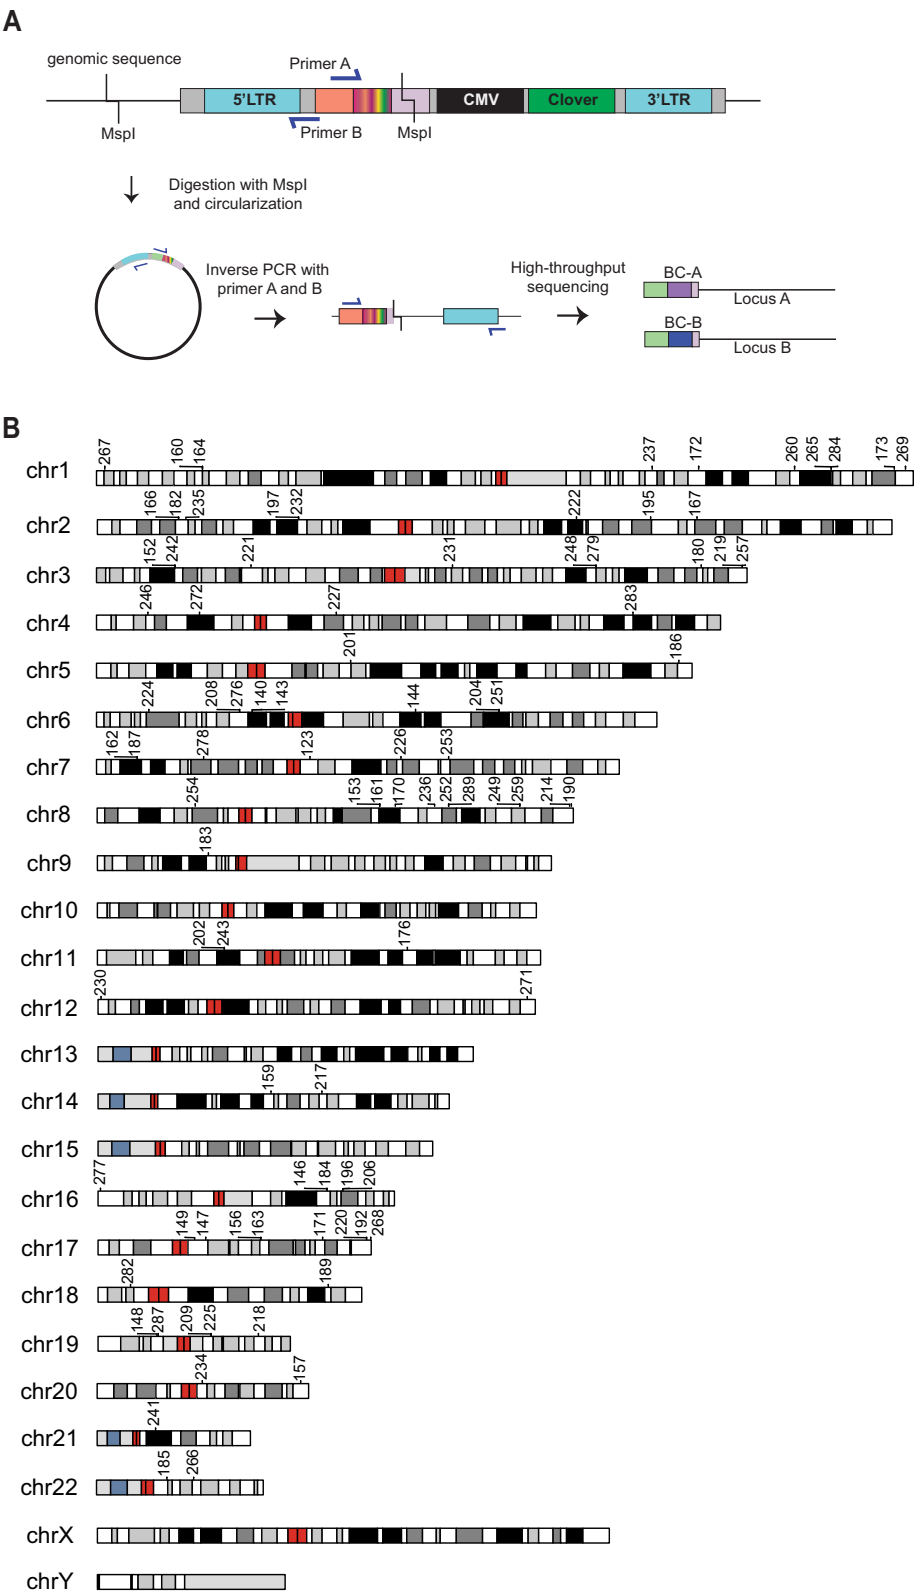 A
genomic sequence
Primer A
5'LTR
CMV
Clover
3'LTR
MspI
Primer B
MspI
Digestion with MspI
and circularization
Inverse PCR with
primer A and B
High-throughput
sequencing
BC-A
Locus A
BC-B
Locus B
B
267 160 164 237 172 260 265 284 173 269
chr1
166 182 235 197 232 222 195 167
chr2
152 242 221 231 248 279 180 219 257
chr3
246 272 227 283
chr4
201 186
chr5
224 208 276 140 143 144 204 251
chr6
162 187 278 123 226 253
chr7
254 153 161 170 236 252 289 249 259 214 190
chr8
183
chr9
chr10
202 243 176
chr11
230 271
chr12
chr13
159 217
chr14
chr15
277 146 184 196 206
chr16
149 147 156 163 171 220 192 268
chr17
282 189
chr18
148 287 209 225 218
chr19
234 157
chr20
241
chr21
185 266
chr22
chrX
chrY